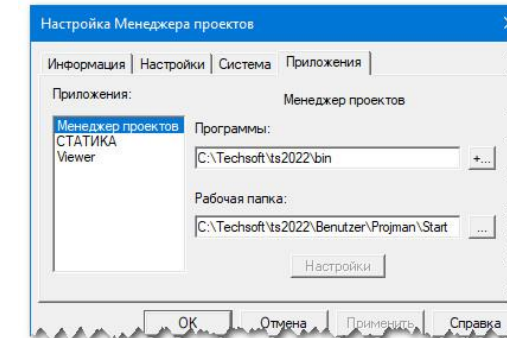 Настройка Менеджера проектов
Информация Настройки Система Приложения
Приложения:
Менеджер проектов
Менеджер проектов
СТАТИКА
Viewer
Программы:
C:\Techsoft\ts2022\bin
+...
Рабочая папка:
C:\Techsoft\ts2022\Benutzer\Projman\Start
...
Настройки
OK Отмена Применить Справка